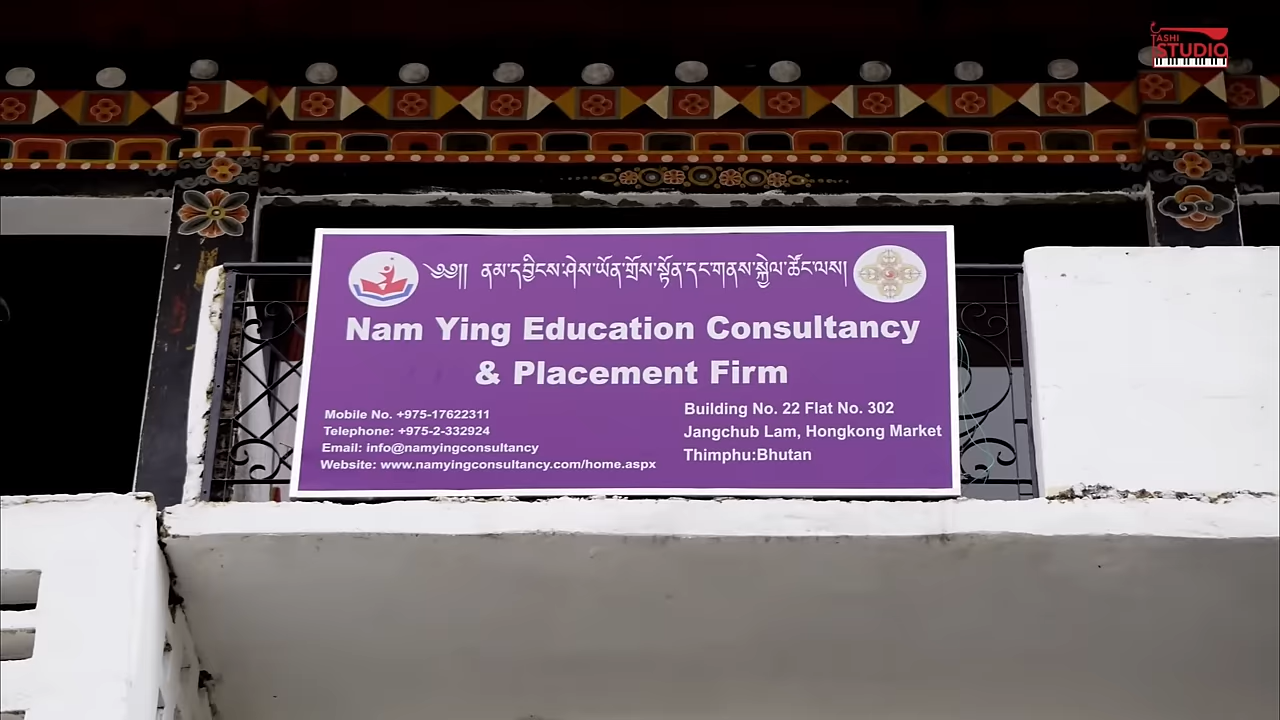 TASHI
STUDIO
༄༅།། ནམ་དབྱིངས་ཤེས་ཡོན་གྲོས་སྟོན་དང་གནས་སྐྱེལ་ཚོང་ལས།
Nam Ying Education Consultancy
& Placement Firm
Mobile No. +975-17622311
Telephone: +975-2-332924
Email: info@namyingconsultancy
Website: www.namyingconsultancy.com/home.aspx
Building No. 22 Flat No. 302
Jangchub Lam, Hongkong Market
Thimphu:Bhutan